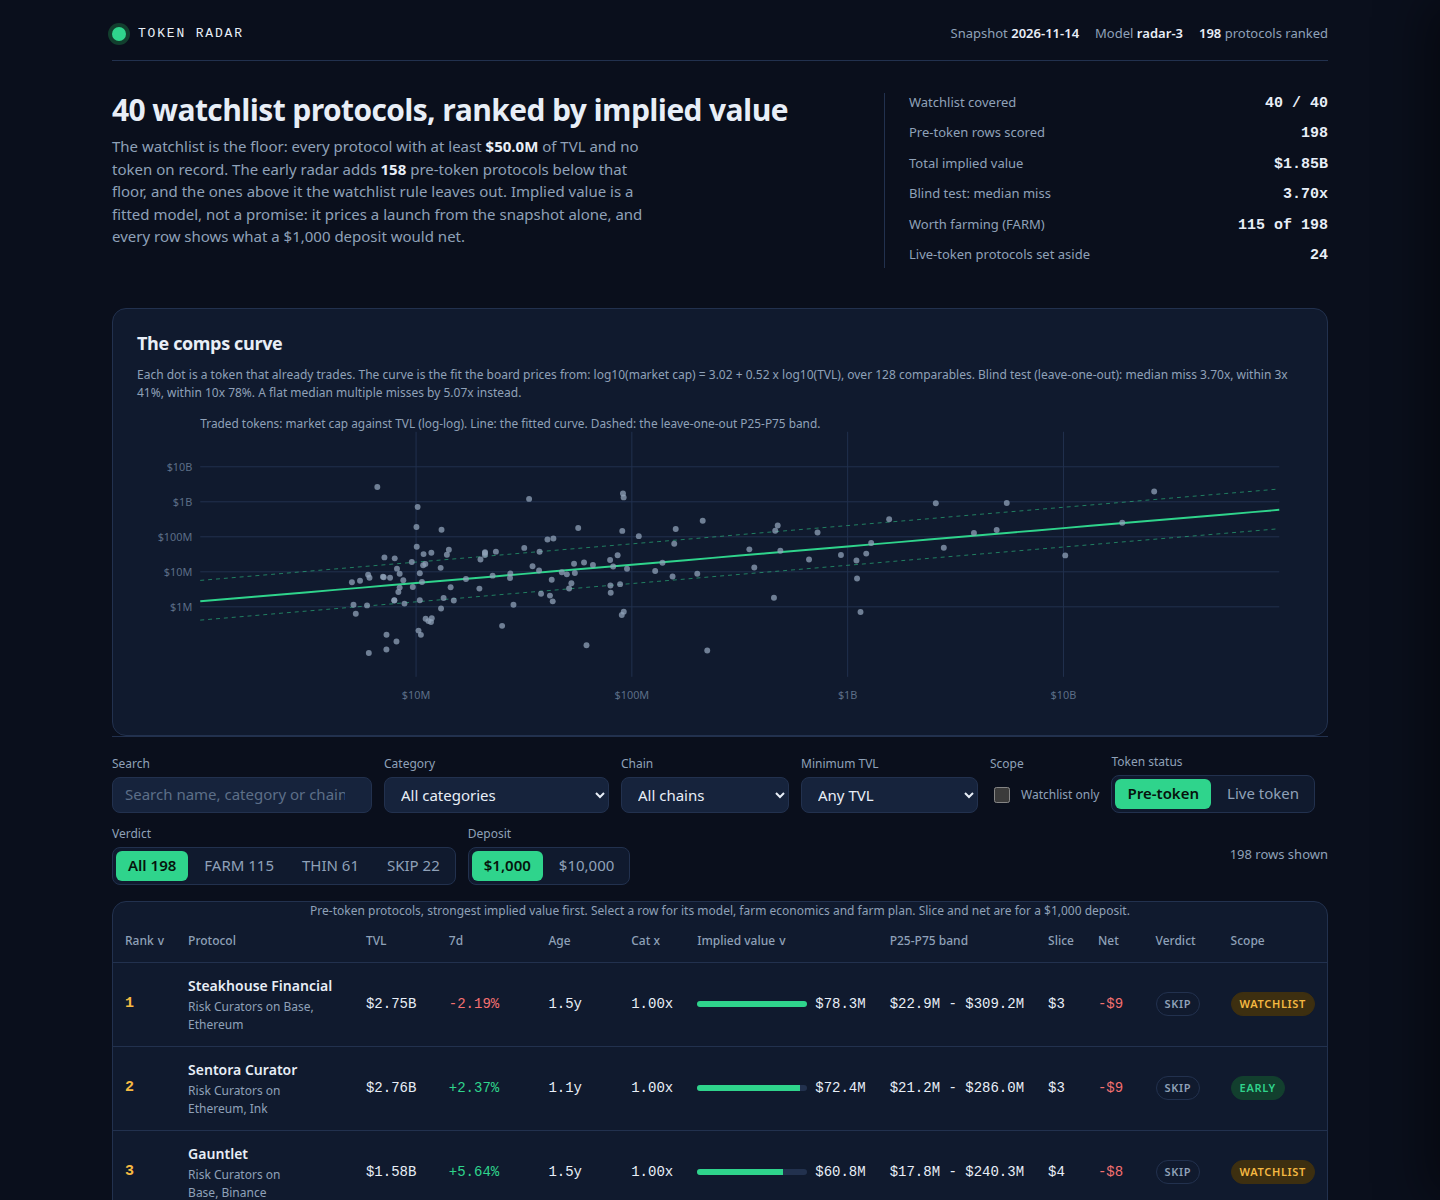 TOKEN RADAR
Snapshot 2026-11-14 Model radar-3 198 protocols ranked
40 watchlist protocols, ranked by implied value
The watchlist is the floor: every protocol with at least $50.0M of TVL and no
token on record. The early radar adds 158 pre-token protocols below that
floor, and the ones above it the watchlist rule leaves out. Implied value is a
fitted model, not a promise: it prices a launch from the snapshot alone, and
every row shows what a $1,000 deposit would net.
Watchlist covered 40 / 40
Pre-token rows scored 198
Total implied value $1.85B
Blind test: median miss 3.70x
Worth farming (FARM) 115 of 198
Live-token protocols set aside 24
The comps curve
Each dot is a token that already trades. The curve is the fit the board prices from: log10(market cap) = 3.02 + 0.52 x log10(TVL), over 128 comparables. Blind test (leave-one-out): median miss 3.70x, within 3x
41%, within 10x 78%. A flat median multiple misses by 5.07x instead.
Traded tokens: market cap against TVL (log-log). Line: the fitted curve. Dashed: the leave-one-out P25-P75 band.
$10B
$1B
$100M
$10M
$1M
$10M $100M $1B $10B
Search Category Chain Minimum TVL Scope Token status
Search name, category or chain All categories All chains Any TVL Watchlist only Pre-token Live token
Verdict Deposit
All 198 FARM 115 THIN 61 SKIP 22 $1,000 $10,000 198 rows shown
Pre-token protocols, strongest implied value first. Select a row for its model, farm economics and farm plan. Slice and net are for a $1,000 deposit.
Rank v Protocol TVL 7d Age Cat x Implied value v P25-P75 band Slice Net Verdict Scope
1 Steakhouse Financial $2.75B -2.19% 1.5y 1.00x $78.3M $22.9M - $309.2M $3 -$9 SKIP WATCHLIST
Risk Curators on Base,
Ethereum
2 Sentora Curator $2.76B +2.37% 1.1y 1.00x $72.4M $21.2M - $286.0M $3 -$9 SKIP EARLY
Risk Curators on
Ethereum, Ink
3 Gauntlet $1.58B +5.64% 1.5y 1.00x $60.8M $17.8M - $240.3M $4 -$8 SKIP WATCHLIST
Risk Curators on
Base, Binance